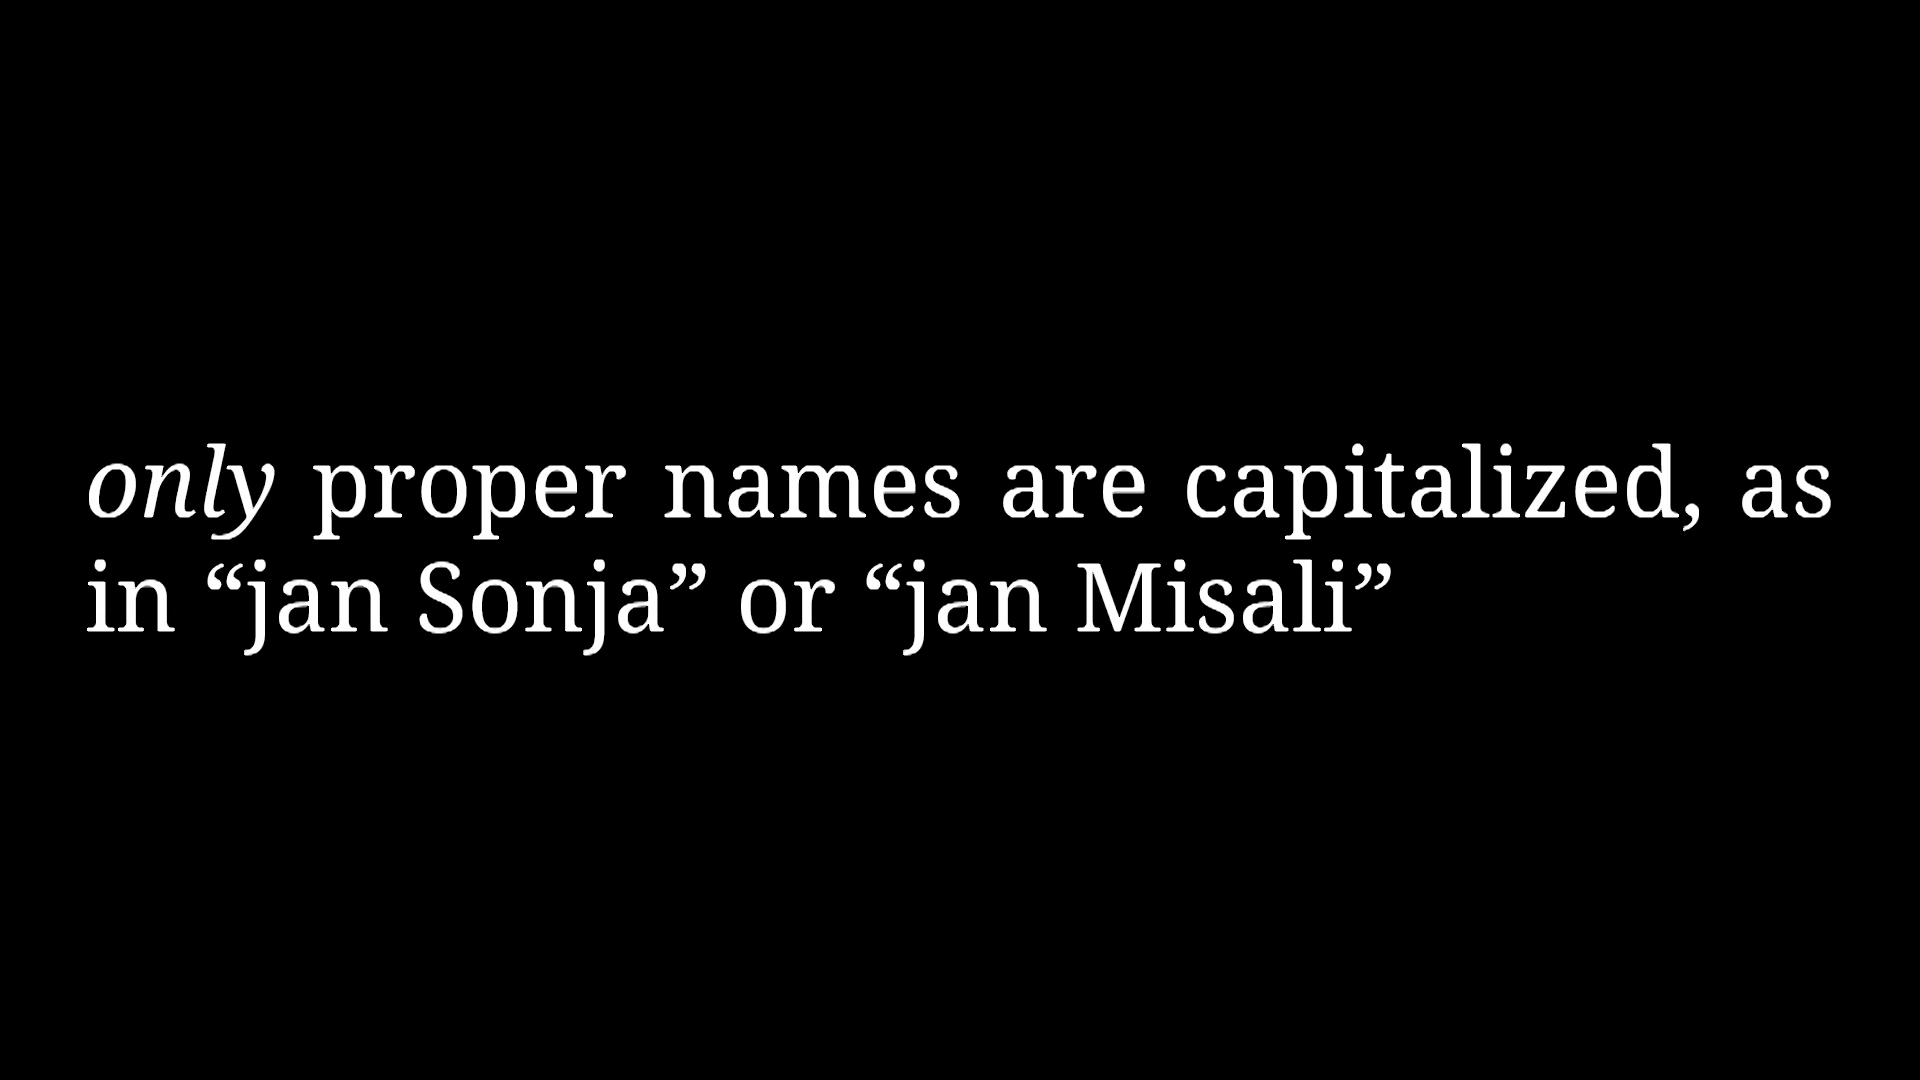 only proper names are capitalized, as
in “jan Sonja” or “jan Misali”